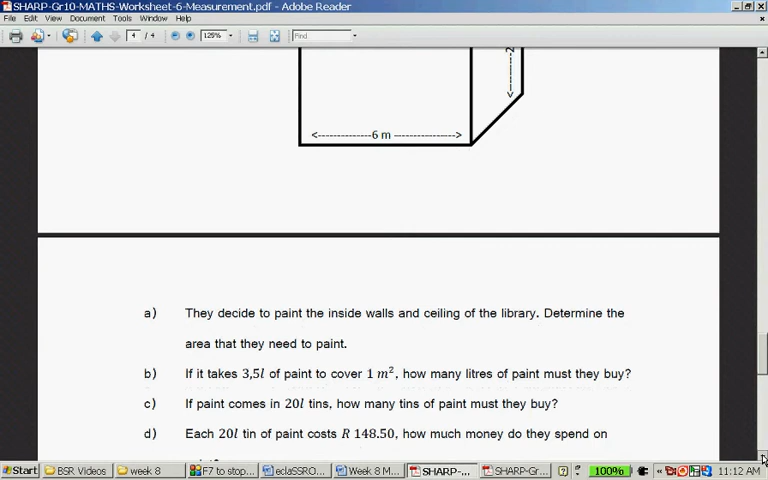 SHARP-Gr10-MATHS-Worksheet-6-Measurement.pdf - Adobe Reader
File Edit View Document Tools Window Help
4 / 4 129% Find
2
<---------------6 m ---------------->
a) They decide to paint the inside walls and ceiling of the library. Determine the
area that they need to paint.
b) If it takes 3,5l of paint to cover 1 m², how many litres of paint must they buy?
c) If paint comes in 20l tins, how many tins of paint must they buy?
d) Each 20l tin of paint costs R 148.50, how much money do they spend on
Start BSR Videos week 8 F7 to stop... eclaSSRO... Week 8 M... SHARP-... SHARP-Gr... 100% « 11:12 AM